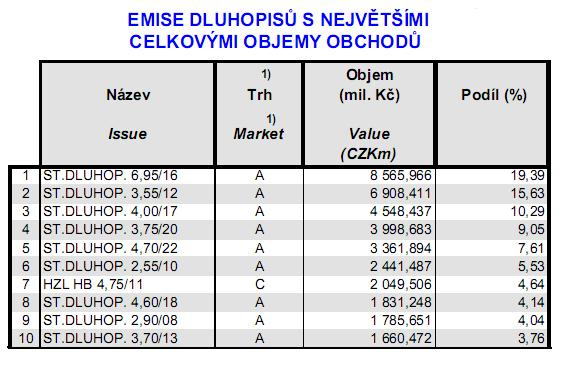 EMISE DLUHOPISŮ S NEJVĚTŠÍMI
CELKOVÝMI OBJEMY OBCHODŮ
Název 1) Trh Objem (mil. Kč) Podíl (%)
Issue 1) Market Value (CZKm)
1 ST.DLUHOP. 6,95/16 A 8 565,966 19,39
2 ST.DLUHOP. 3,55/12 A 6 908,411 15,63
3 ST.DLUHOP. 4,00/17 A 4 548,437 10,29
4 ST.DLUHOP. 3,75/20 A 3 998,683 9,05
5 ST.DLUHOP. 4,70/22 A 3 361,894 7,61
6 ST.DLUHOP. 2,55/10 A 2 441,487 5,53
7 HZL HB 4,75/11 C 2 049,506 4,64
8 ST.DLUHOP. 4,60/18 A 1 831,248 4,14
9 ST.DLUHOP. 2,90/08 A 1 785,651 4,04
10 ST.DLUHOP. 3,70/13 A 1 660,472 3,76